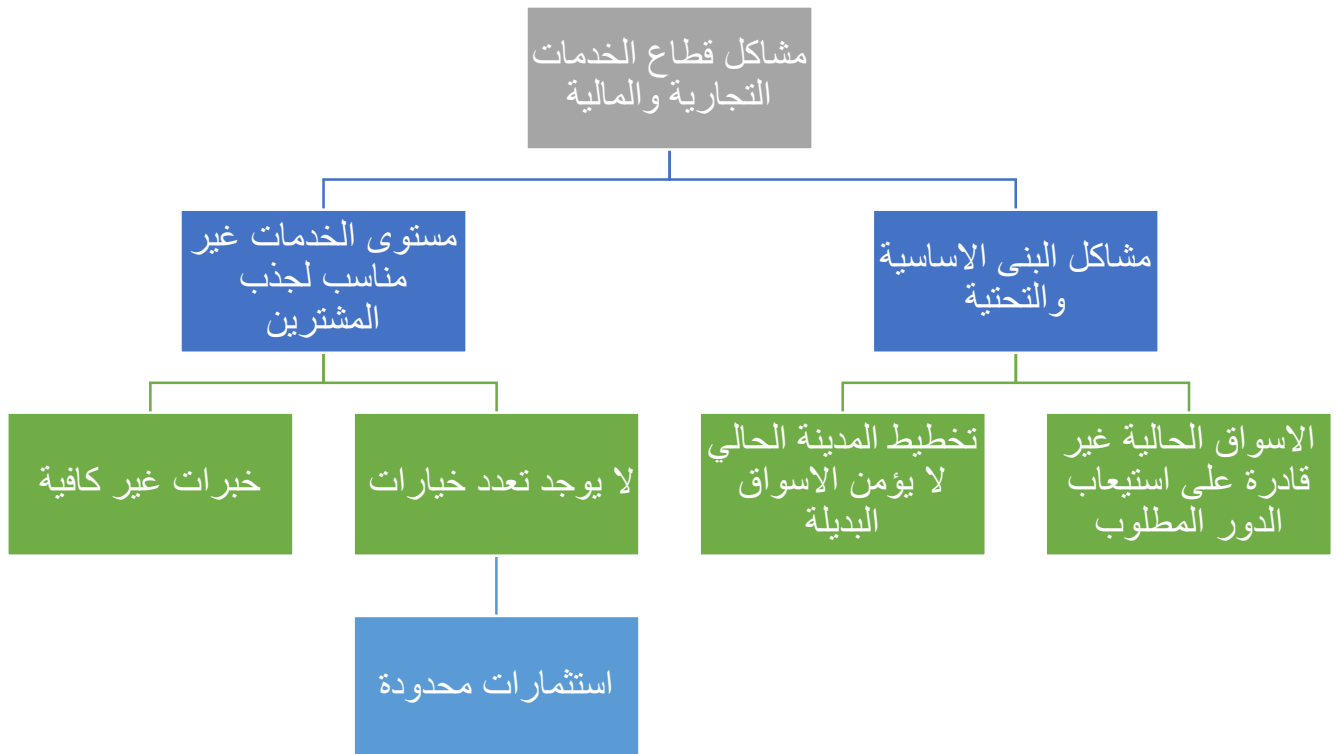 مشاكل قطاع الخدمات
التجارية والمالية
مشاكل البنى الاساسية
والتحتية
مستوى الخدمات غير
مناسب لجذب
المشترين
الاسواق الحالية غير
قادرة على استيعاب
الدور المطلوب
تخطيط المدينة الحالي
لا يؤمن الاسواق
البديلة
لا يوجد تعدد خيارات
خبرات غير كافية
استثمارات محدودة